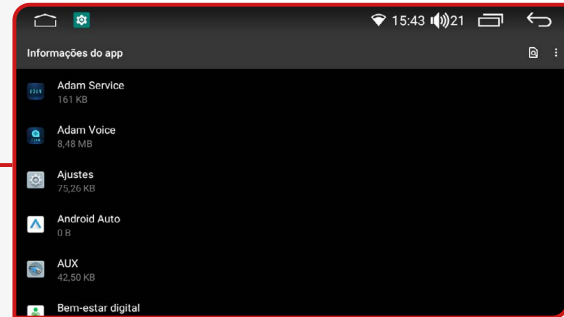 15:43 21
Informações do app
Adam Service
161 KB
Adam Voice
8,48 MB
Ajustes
75,26 KB
Android Auto
0 B
AUX
42,50 KB
Bem-estar digital